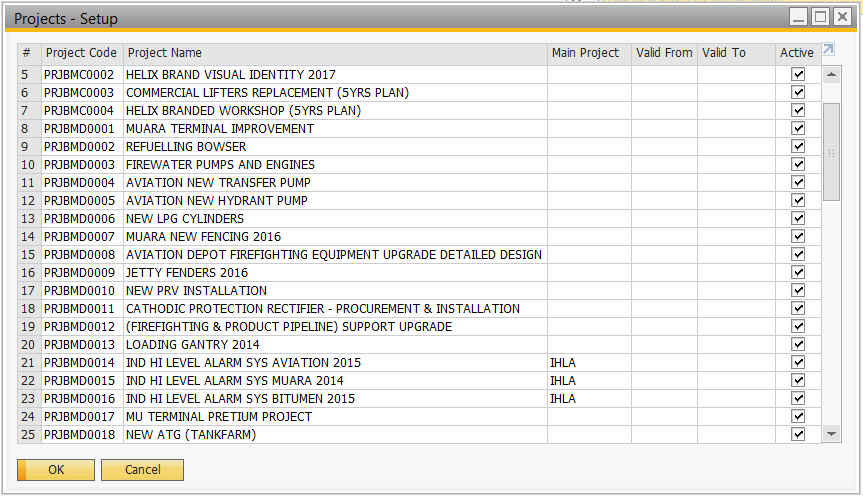 Projects - Setup
# Project Code Project Name Main Project Valid From Valid To Active
5 PRJBMC0002 HELIX BRAND VISUAL IDENTITY 2017
6 PRJBMC0003 COMMERCIAL LIFTERS REPLACEMENT (5YRS PLAN)
7 PRJBMC0004 HELIX BRANDED WORKSHOP (5YRS PLAN)
8 PRJBMD0001 MUARA TERMINAL IMPROVEMENT
9 PRJBMD0002 REFUELLING BOWSER
10 PRJBMD0003 FIREWATER PUMPS AND ENGINES
11 PRJBMD0004 AVIATION NEW TRANSFER PUMP
12 PRJBMD0005 AVIATION NEW HYDRANT PUMP
13 PRJBMD0006 NEW LPG CYLINDERS
14 PRJBMD0007 MUARA NEW FENCING 2016
15 PRJBMD0008 AVIATION DEPOT FIREFIGHTING EQUIPMENT UPGRADE DETAILED DESIGN
16 PRJBMD0009 JETTY FENDERS 2016
17 PRJBMD0010 NEW PRV INSTALLATION
18 PRJBMD0011 CATHODIC PROTECTION RECTIFIER - PROCUREMENT & INSTALLATION
19 PRJBMD0012 (FIREFIGHTING & PRODUCT PIPELINE) SUPPORT UPGRADE
20 PRJBMD0013 LOADING GANTRY 2014
21 PRJBMD0014 IND HI LEVEL ALARM SYS AVIATION 2015 IHLA
22 PRJBMD0015 IND HI LEVEL ALARM SYS MUARA 2014 IHLA
23 PRJBMD0016 IND HI LEVEL ALARM SYS BITUMEN 2015 IHLA
24 PRJBMD0017 MU TERMINAL PRETIUM PROJECT
25 PRJBMD0018 NEW ATG (TANKFARM)
OK Cancel